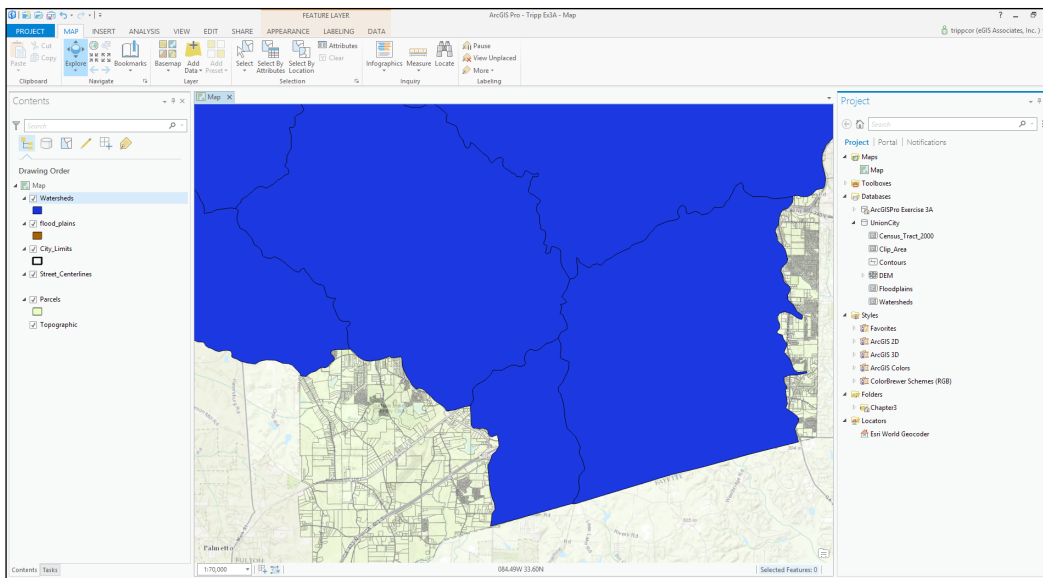 FEATURE LAYER
ArcGIS Pro - Tripp Ex3A - Map
PROJECT MAP INSERT ANALYSIS VIEW EDIT SHARE APPEARANCE LABELING DATA
trippcor (eGIS Associates, Inc.)
Paste
Cut
Copy
Explore
Bookmarks
Basemap
Add Data
Add Preset
Select
Select By Attributes
Select By Location
Attributes
Clear
Infographics
Measure
Locate
Pause
View Unplaced
More
Clipboard Navigate Layer Selection Inquiry Labeling
Contents
Search
Drawing Order
Map
Watersheds
flood_plains
City_Limits
Street_Centerlines
Parcels
Topographic
Contents Tasks
Map
Palmetto
FULTON
FAYETTE
1:70,000
084.49W 33.60N
Selected Features: 0
Project
Search
Project | Portal | Notifications
Maps
Map
Toolboxes
Databases
ArcGISPro Exercise 3A
UnionCity
Census_Tract_2000
Clip_Area
Contours
DEM
Floodplains
Watersheds
Styles
Favorites
ArcGIS 2D
ArcGIS 3D
ArcGIS Colors
ColorBrewer Schemes (RGB)
Folders
Chapter3
Locators
Esri World Geocoder